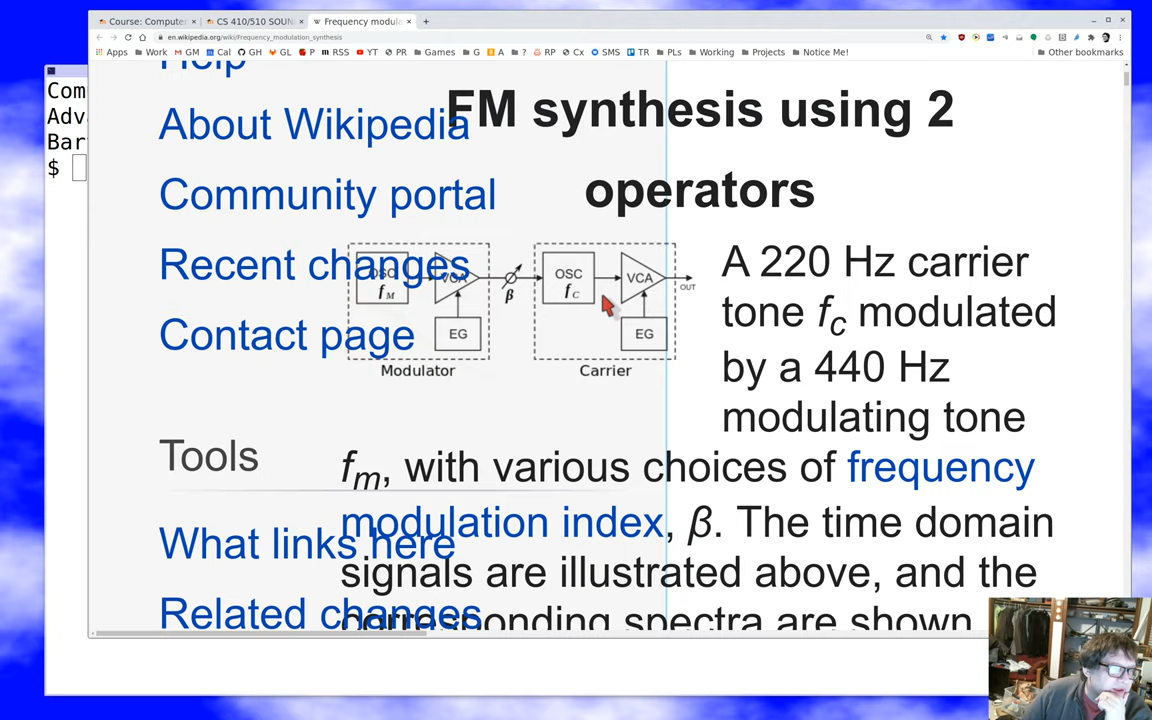 Course: Computer
CS 410/510 SOUN
Frequency modula
en.wikipedia.org/wiki/Frequency_modulation_synthesis
Apps Work GM Cal GH GL P RSS YT PR Games G A ? RP Cx SMS TR PLs Working Projects Notice Me! Other bookmarks
Com
Adv
Bar
$
Help
About Wikipedia
Community portal
Recent changes
Contact page
Tools
What links here
Related changes
FM synthesis using 2
operators
OSC
fM
VCA
EG
Modulator
β
OSC
fC
VCA
EG
OUT
Carrier
A 220 Hz carrier
tone fc modulated
by a 440 Hz
modulating tone
fm, with various choices of frequency
modulation index, β. The time domain
signals are illustrated above, and the
corresponding spectra are shown